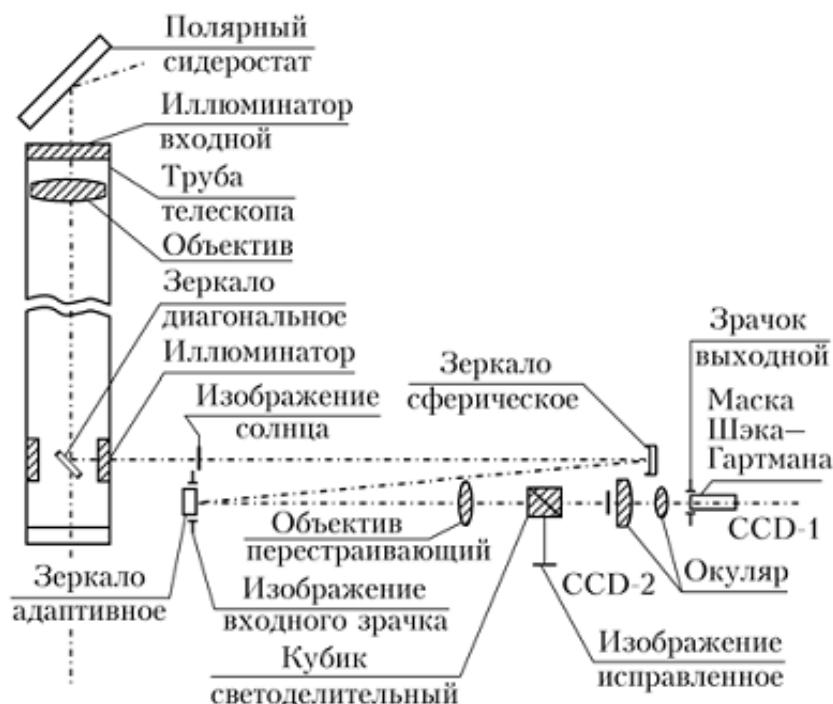 Полярный
сидеростат
Иллюминатор
входной
Труба
телескопа
Объектив
Зеркало
диагональное
Иллюминатор
Изображение
солнца
Зеркало
сферическое
Зрачок
выходной
Маска
Шэка—
Гартмана
CCD-1
Объектив
перестраивающий
CCD-2
Окуляр
Зеркало
адаптивное
Изображение
входного зрачка
Кубик
светоделительный
Изображение
исправленное